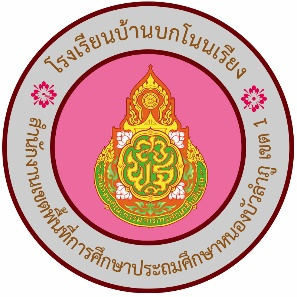 โรงเรียนบ้านบกโนนเรียง
สำนักงานเขตพื้นที่การศึกษาประถมศึกษาหนองบัวลำภู เขต 1